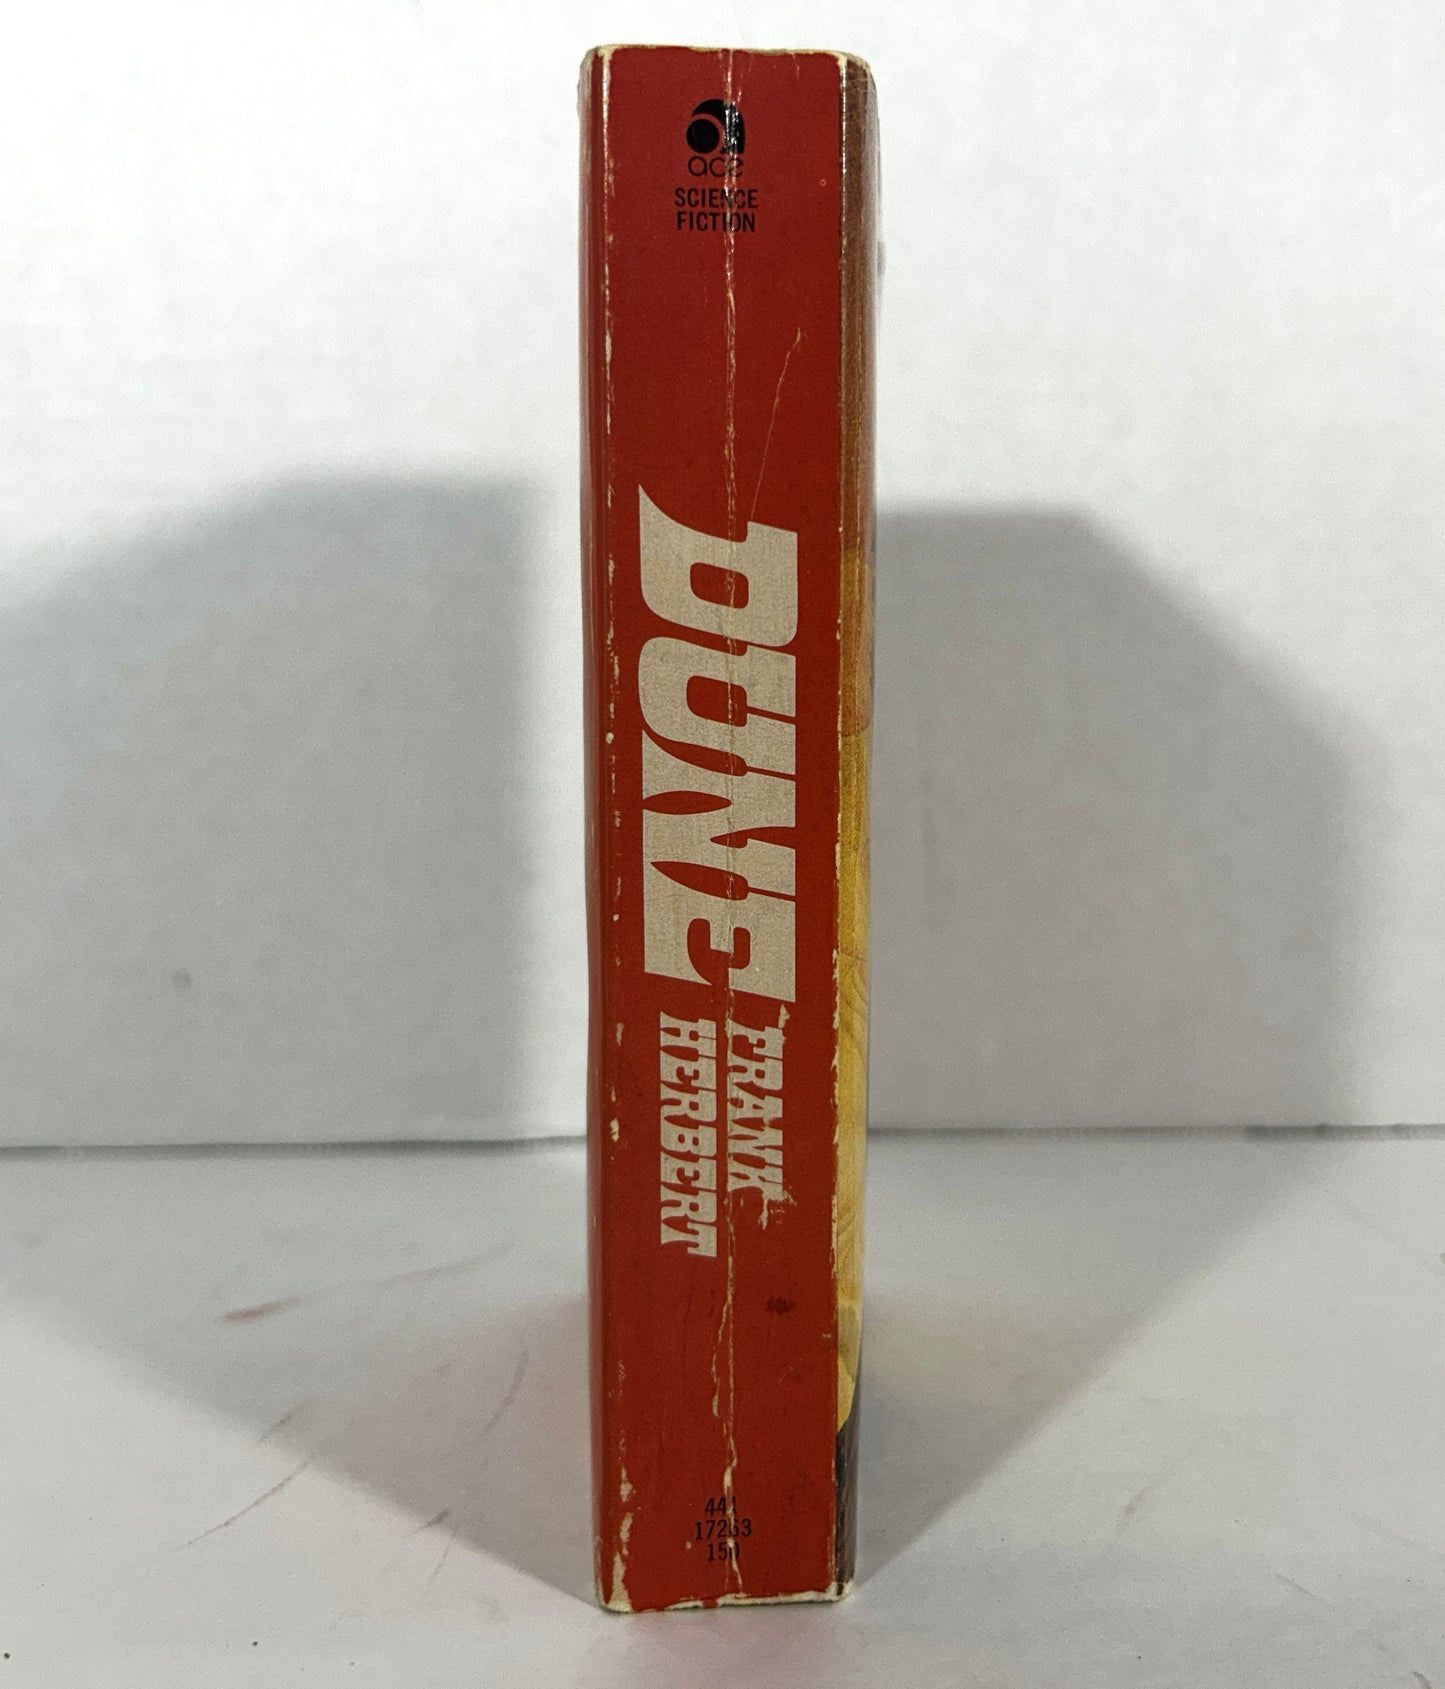 ace
SCIENCE
FICTION
DUNE
FRANK
HERBERT
441
17263
150